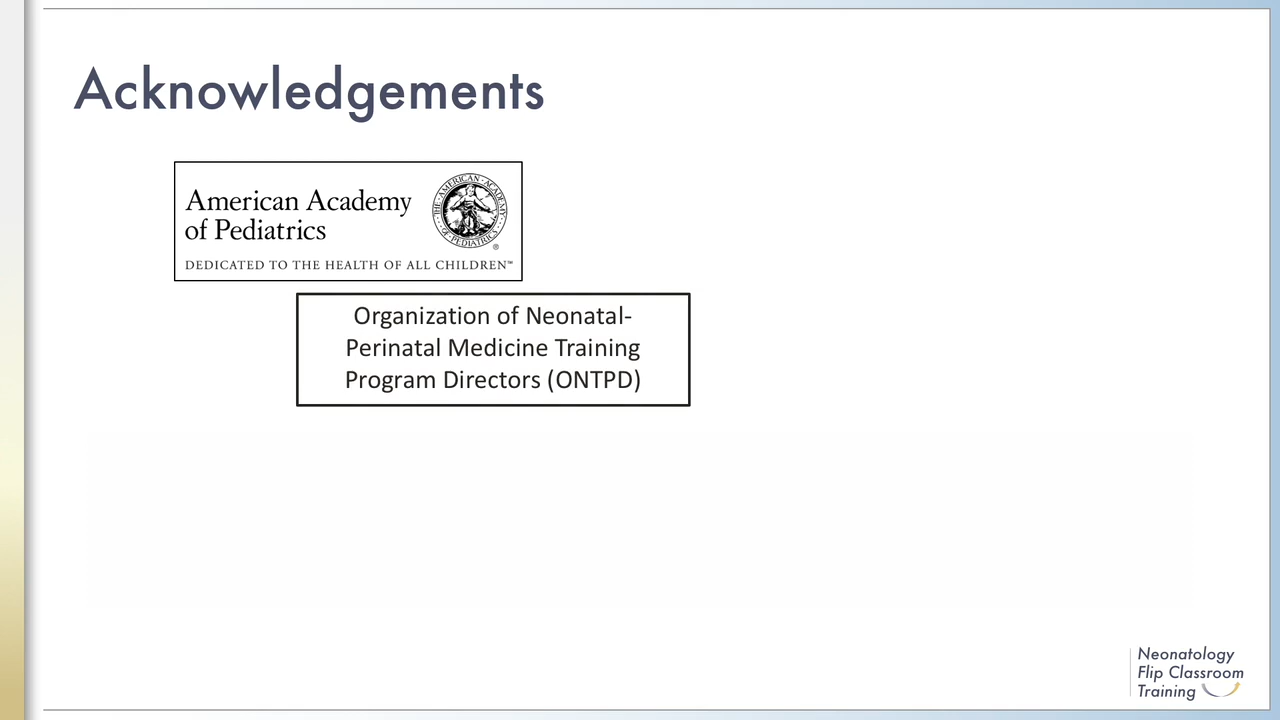 Acknowledgements
American Academy
of Pediatrics
THE AMERICAN ACADEMY OF PEDIATRICS
®
DEDICATED TO THE HEALTH OF ALL CHILDREN™
Organization of Neonatal-
Perinatal Medicine Training
Program Directors (ONTPD)
Neonatology
Flip Classroom
Training